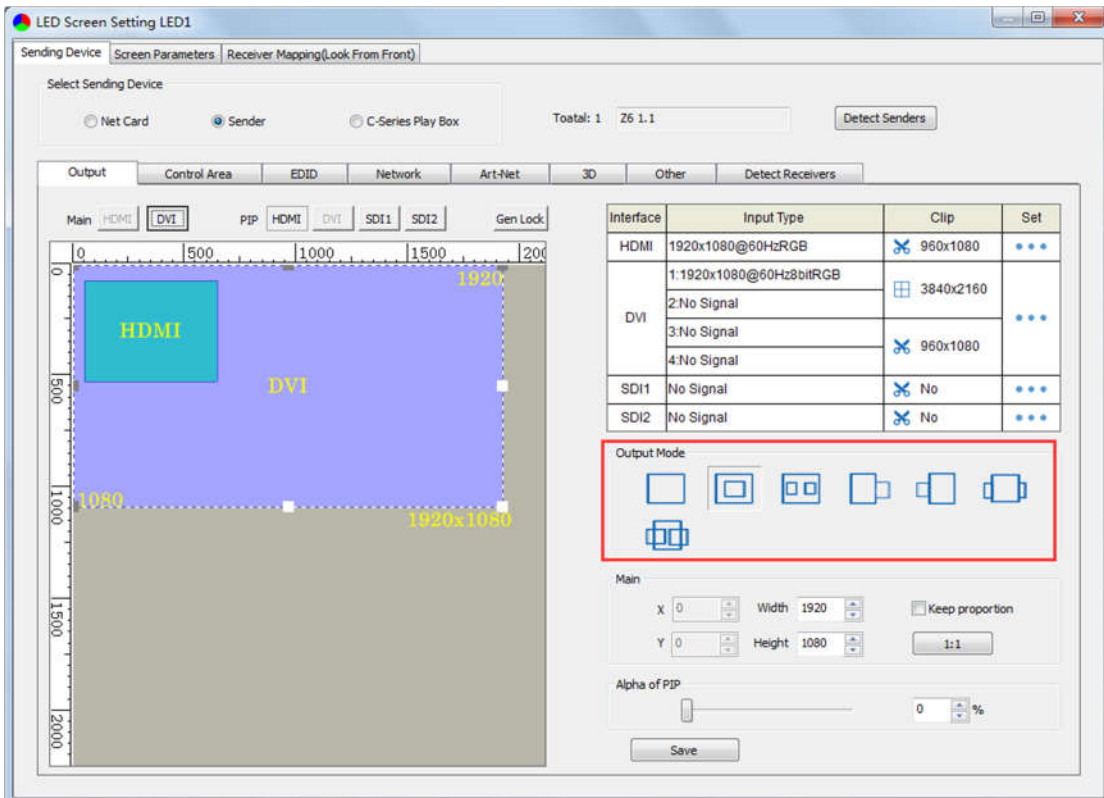 LED Screen Setting LED1
Sending Device Screen Parameters Receiver Mapping(Look From Front)
Select Sending Device
Net Card Sender C-Series Play Box Toatal: 1 Z6 1.1 Detect Senders
Output Control Area EDID Network Art-Net 3D Other Detect Receivers
Main HDMI DVI PIP HDMI DVI SDI1 SDI2 Gen Lock
0 500 1000 1500 200
0 500 1000 1500 2000
1920
HDMI
DVI
1080
1920x1080
Interface Input Type Clip Set
HDMI 1920x1080@60HzRGB 960x1080
DVI
1:1920x1080@60Hz8bitRGB
3840x2160
2:No Signal
3:No Signal
960x1080
4:No Signal
SDI1 No Signal No
SDI2 No Signal No
Output Mode
Main
X 0 Width 1920 Keep proportion
Y 0 Height 1080 1:1
Alpha of PIP
0 %
Save